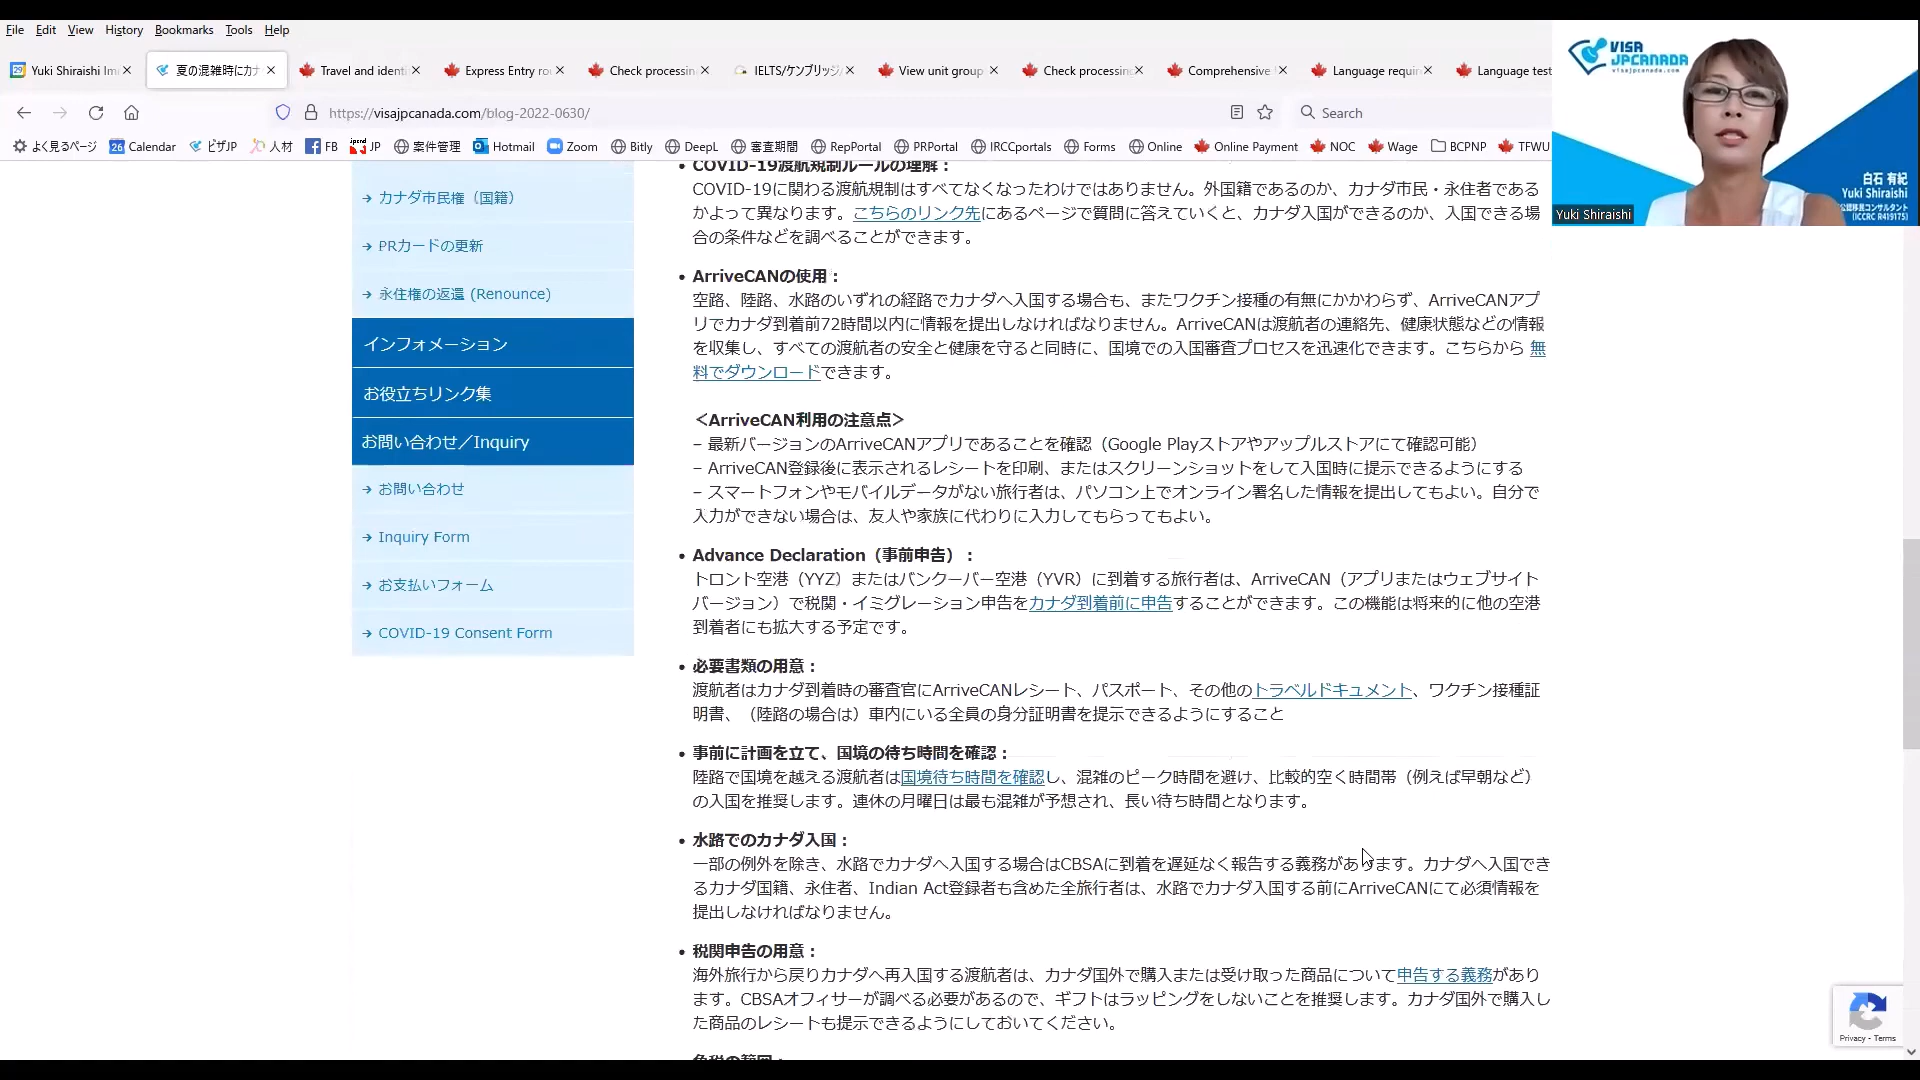 File Edit View History Bookmarks Tools Help
Yuki Shiraishi Im
夏の混雑時にカナ
Travel and identi
Express Entry ro
Check processin
IELTS/ケンブリッジ/
View unit group
Check processing
Comprehensive
Language requir
Language test
https://visajpcanada.com/blog-2022-0630/
Search
よく見るページ Calendar ビザJP 人材 FB JP 案件管理 Hotmail Zoom Bitly DeepL 審査期間 RepPortal PRPortal IRCCportals Forms Online Online Payment NOC Wage BCPNP TFWU
VISA
JPCANADA
visajpcanada.com
白石 有紀
Yuki Shiraishi
公認移民コンサルタント
(ICCRC R419175)
Yuki Shiraishi
→ カナダ市民権（国籍）
→ PRカードの更新
→ 永住権の返還 (Renounce)
インフォメーション
お役立ちリンク集
お問い合わせ／Inquiry
→ お問い合わせ
→ Inquiry Form
→ お支払いフォーム
→ COVID-19 Consent Form
• COVID-19渡航規制ルールの理解：
COVID-19に関わる渡航規制はすべてなくなったわけではありません。外国籍であるのか、カナダ市民・永住者である
かよって異なります。こちらのリンク先にあるページで質問に答えていくと、カナダ入国ができるのか、入国できる場
合の条件などを調べることができます。
• ArriveCANの使用：
空路、陸路、水路のいずれの経路でカナダへ入国する場合も、またワクチン接種の有無にかかわらず、ArriveCANアプ
リでカナダ到着前72時間以内に情報を提出しなければなりません。ArriveCANは渡航者の連絡先、健康状態などの情報
を収集し、すべての渡航者の安全と健康を守ると同時に、国境での入国審査プロセスを迅速化できます。こちらから 無
料でダウンロードできます。
＜ArriveCAN利用の注意点＞
– 最新バージョンのArriveCANアプリであることを確認（Google Playストアやアップルストアにて確認可能）
– ArriveCAN登録後に表示されるレシートを印刷、またはスクリーンショットをして入国時に提示できるようにする
– スマートフォンやモバイルデータがない旅行者は、パソコン上でオンライン署名した情報を提出してもよい。自分で
入力ができない場合は、友人や家族に代わりに入力してもらってもよい。
• Advance Declaration（事前申告）：
トロント空港（YYZ）またはバンクーバー空港（YVR）に到着する旅行者は、ArriveCAN（アプリまたはウェブサイト
バージョン）で税関・イミグレーション申告をカナダ到着前に申告することができます。この機能は将来的に他の空港
到着者にも拡大する予定です。
• 必要書類の用意：
渡航者はカナダ到着時の審査官にArriveCANレシート、パスポート、その他のトラベルドキュメント、ワクチン接種証
明書、（陸路の場合は）車内にいる全員の身分証明書を提示できるようにすること
• 事前に計画を立て、国境の待ち時間を確認：
陸路で国境を越える渡航者は国境待ち時間を確認し、混雑のピーク時間を避け、比較的空く時間帯（例えば早朝など）
の入国を推奨します。連休の月曜日は最も混雑が予想され、長い待ち時間となります。
• 水路でのカナダ入国：
一部の例外を除き、水路でカナダへ入国する場合はCBSAに到着を遅延なく報告する義務があります。カナダへ入国でき
るカナダ国籍、永住者、Indian Act登録者も含めた全旅行者は、水路でカナダ入国する前にArriveCANにて必須情報を
提出しなければなりません。
• 税関申告の用意：
海外旅行から戻りカナダへ再入国する渡航者は、カナダ国外で購入または受け取った商品について申告する義務があり
ます。CBSAオフィサーが調べる必要があるので、ギフトはラッピングをしないことを推奨します。カナダ国外で購入し
た商品のレシートも提示できるようにしておいてください。
免税の範囲：
Privacy - Terms